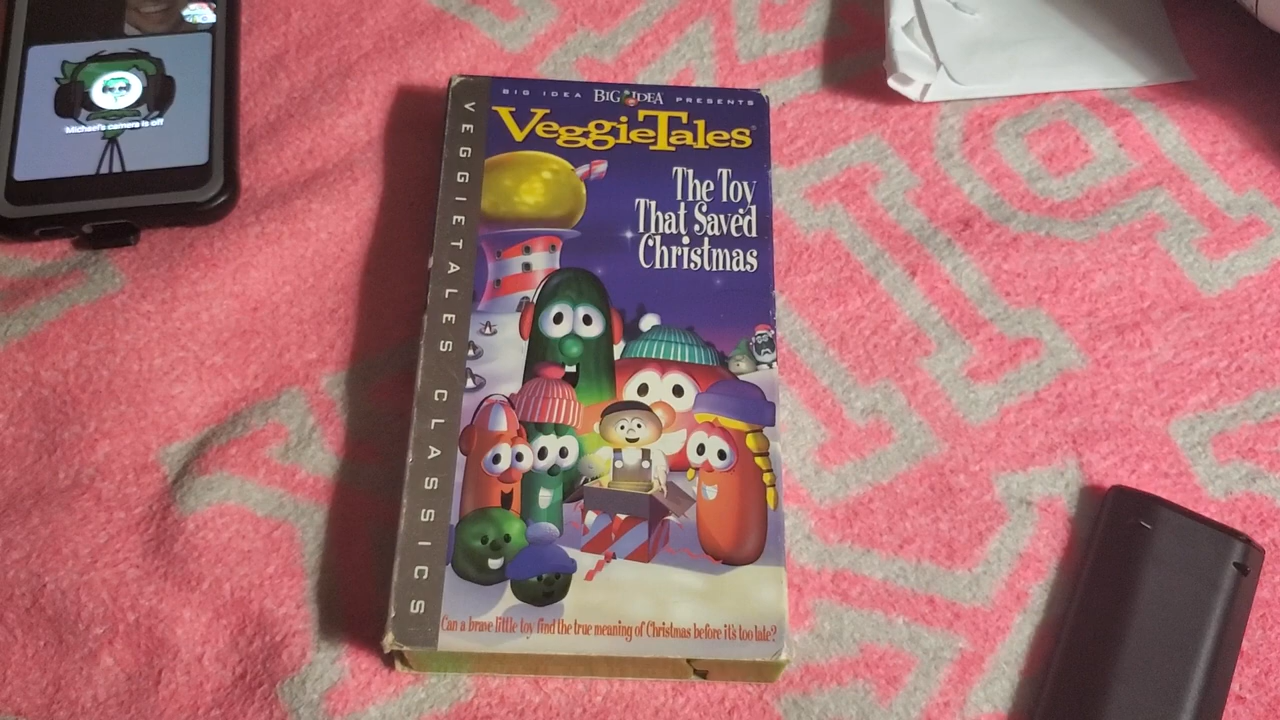 Michael's camera is off
BIG IDEA BIG IDEA PRESENTS
VeggieTales
The Toy
That Saved
Christmas
VEGGIETALES CLASSICS
Can a brave little toy find the true meaning of Christmas before it's too late?